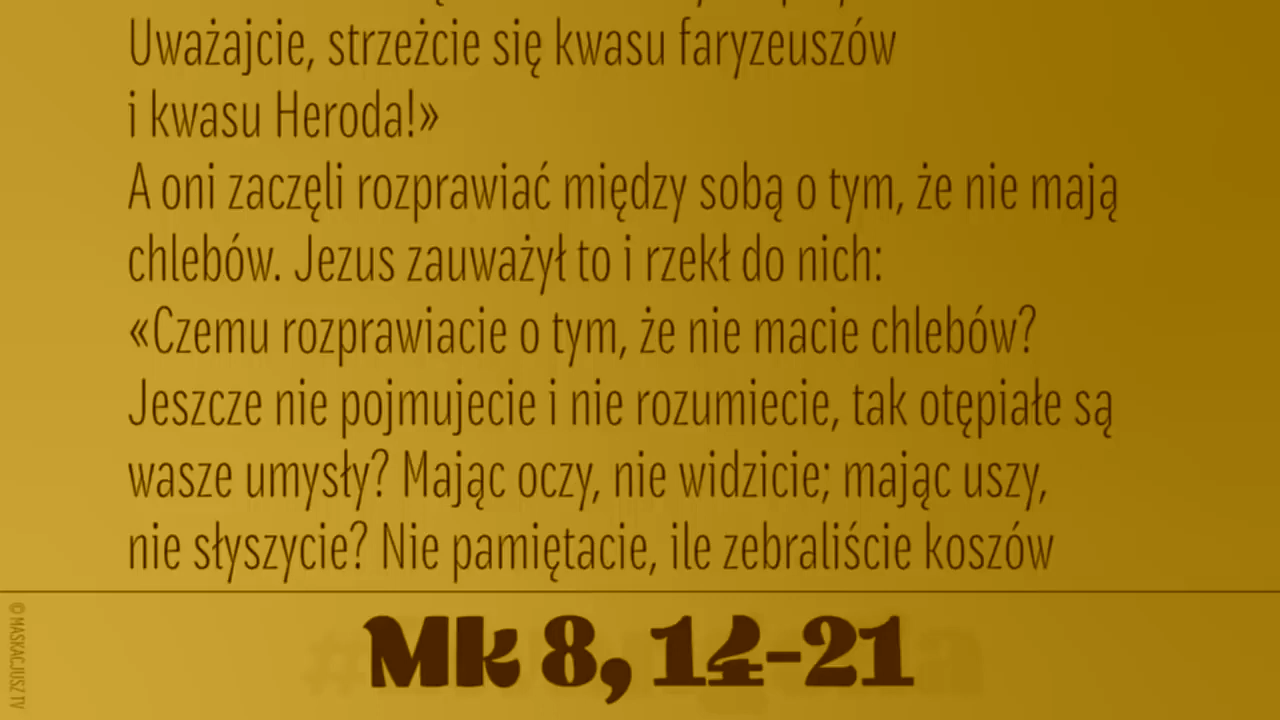 Uważajcie, strzeżcie się kwasu faryzeuszów
i kwasu Heroda!»
A oni zaczęli rozprawiać między sobą o tym, że nie mają
chlebów. Jezus zauważył to i rzekł do nich:
«Czemu rozprawiacie o tym, że nie macie chlebów?
Jeszcze nie pojmujecie i nie rozumiecie, tak otępiałe są
wasze umysły? Mając oczy, nie widzicie; mając uszy,
nie słyszycie? Nie pamiętacie, ile zebraliście koszów
Mk 8, 14-21
© MASKACJUSZ TV